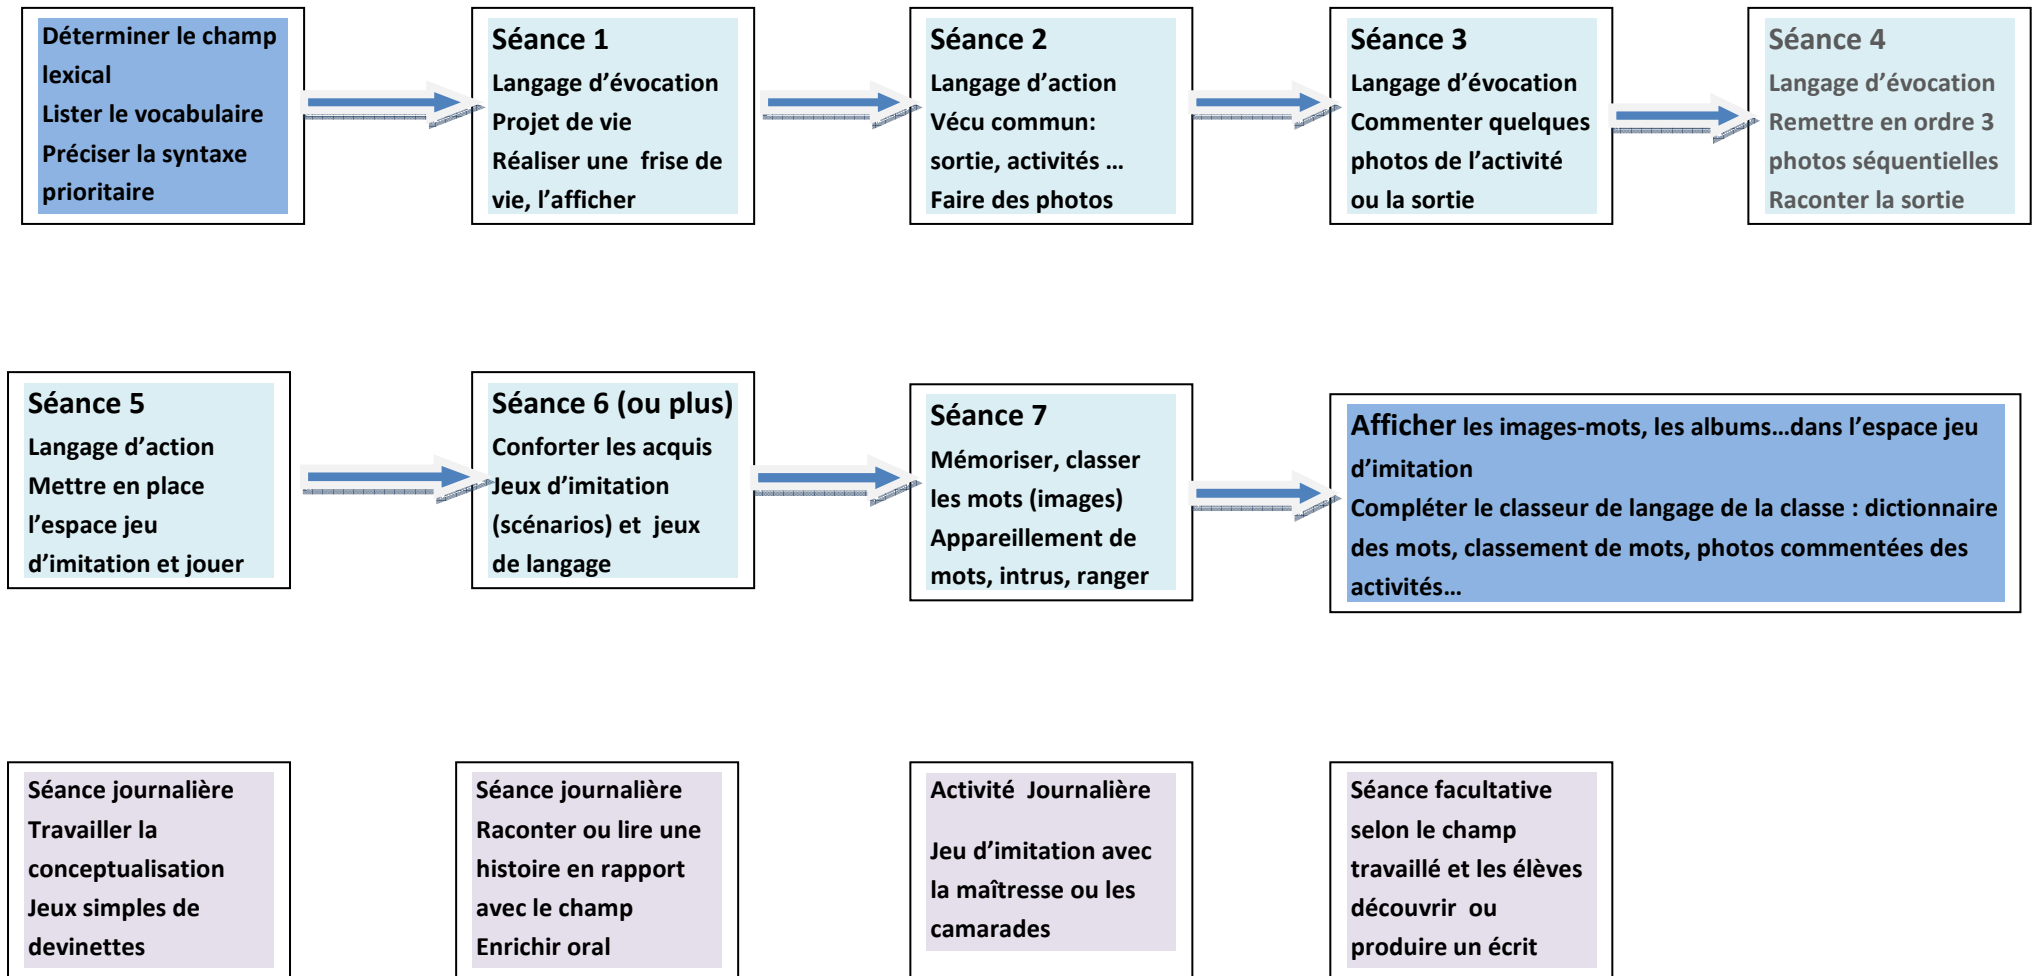 Déterminer le champ
lexical
Lister le vocabulaire
Préciser la syntaxe
prioritaire
Séance 1
Langage d’évocation
Projet de vie
Réaliser une  frise de
vie, l’afficher
Séance 2
Langage d’action
Vécu commun:
sortie, activités …
Faire des photos
Séance 3
Langage d’évocation
Commenter quelques
photos de l’activité
ou la sortie
Séance 4
Langage d’évocation
Remettre en ordre 3
photos séquentielles
Raconter la sortie
Séance 5
Langage d’action
Mettre en place
l’espace jeu
d’imitation et jouer
Séance 6 (ou plus)
Conforter les acquis
Jeux d’imitation
(scénarios) et  jeux
de langage
Séance 7
Mémoriser, classer
les mots (images)
Appareillement de
mots, intrus, ranger
Afficher les images-mots, les albums…dans l’espace jeu
d’imitation
Compléter le classeur de langage de la classe : dictionnaire
des mots, classement de mots, photos commentées des
activités…
Séance journalière
Travailler la
conceptualisation
Jeux simples de
devinettes
Séance journalière
Raconter ou lire une
histoire en rapport
avec le champ
Enrichir oral
Activité  Journalière
Jeu d’imitation avec
la maîtresse ou les
camarades
Séance facultative
selon le champ
travaillé et les élèves
découvrir  ou
produire un écrit